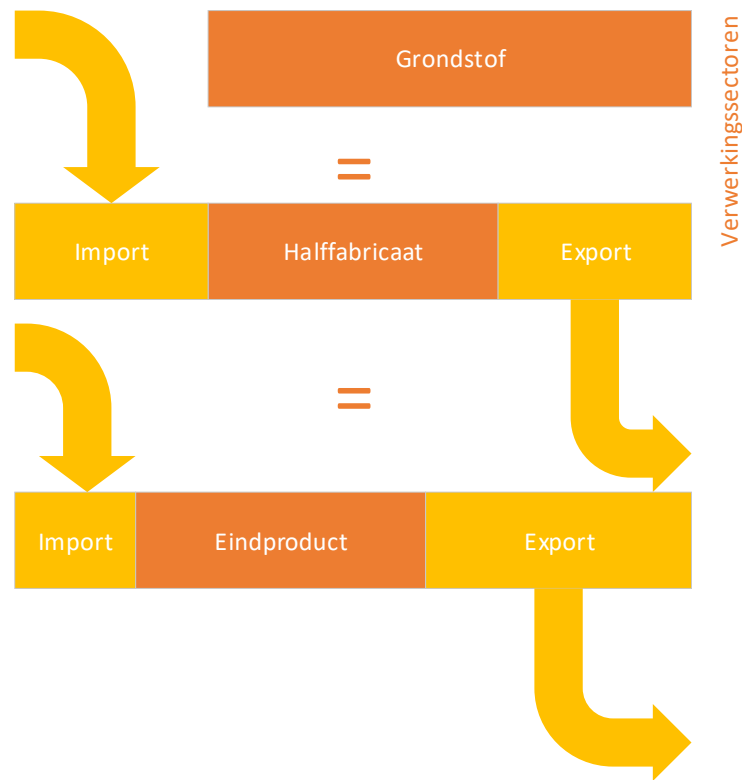 Grondstof
Verwerkingssectoren
=
Import Halffabricaat Export
=
Import Eindproduct Export